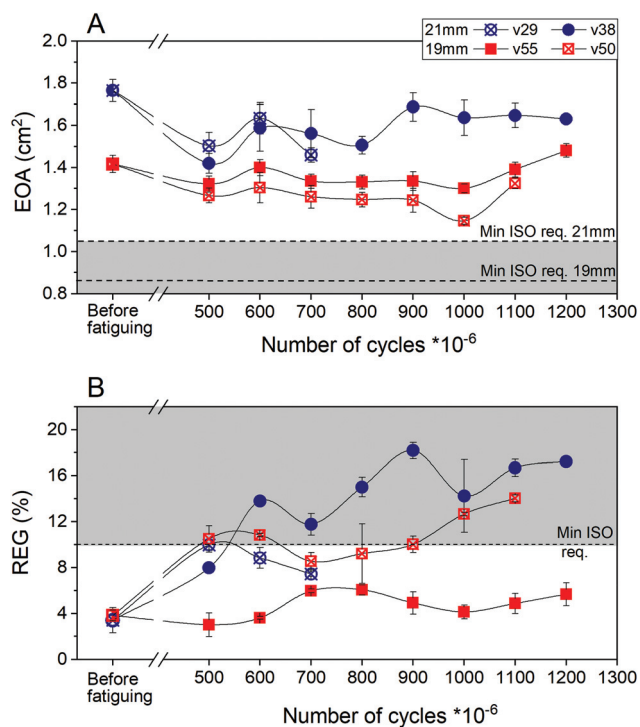 A
21mm v29 v38
19mm v55 v50
2.0
1.8
1.6
1.4
1.2
1.0
0.8
EOA (cm²)
Min ISO req. 21mm
Min ISO req. 19mm
Before
fatiguing
500 600 700 800 900 1000 1100 1200 1300
Number of cycles *10⁻⁶
B
20
16
12
8
4
0
REG (%)
Min ISO
req.
Before
fatiguing
500 600 700 800 900 1000 1100 1200 1300
Number of cycles *10⁻⁶